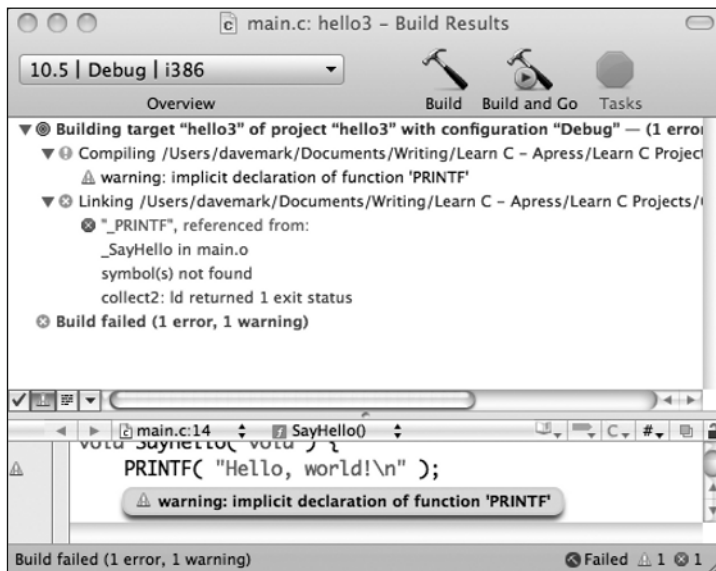 main.c: hello3 – Build Results
10.5 | Debug | i386
Overview Build Build and Go Tasks
Building target “hello3” of project “hello3” with configuration “Debug” — (1 erro
Compiling /Users/davemark/Documents/Writing/Learn C – Apress/Learn C Project
warning: implicit declaration of function 'PRINTF'
Linking /Users/davemark/Documents/Writing/Learn C – Apress/Learn C Projects/
"_PRINTF", referenced from:
_SayHello in main.o
symbol(s) not found
collect2: ld returned 1 exit status
Build failed (1 error, 1 warning)
main.c:14 SayHello() C #
void SayHello( void ) {
PRINTF( "Hello, world!\n" );
warning: implicit declaration of function 'PRINTF'
Build failed (1 error, 1 warning) Failed 1 1